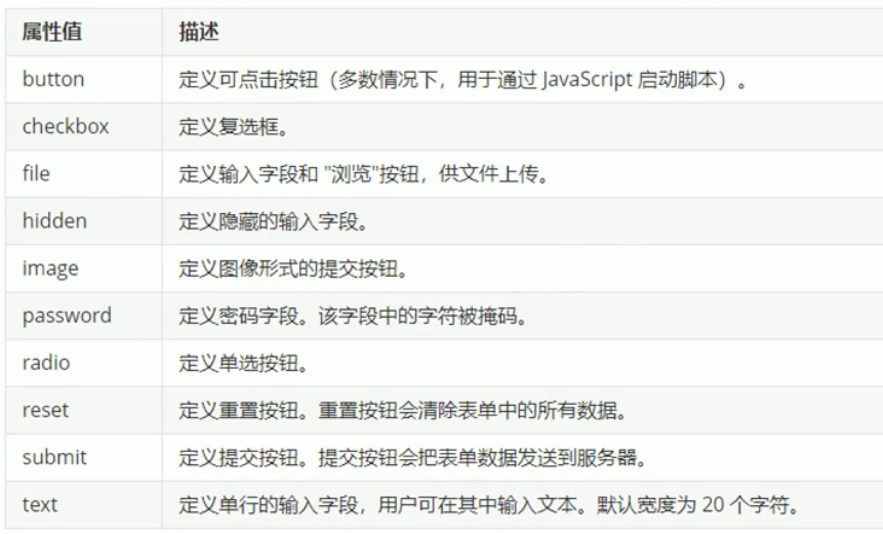 属性值 描述
button 定义可点击按钮（多数情况下，用于通过 JavaScript 启动脚本）。
checkbox 定义复选框。
file 定义输入字段和 "浏览"按钮，供文件上传。
hidden 定义隐藏的输入字段。
image 定义图像形式的提交按钮。
password 定义密码字段。该字段中的字符被掩码。
radio 定义单选按钮。
reset 定义重置按钮。重置按钮会清除表单中的所有数据。
submit 定义提交按钮。提交按钮会把表单数据发送到服务器。
text 定义单行的输入字段，用户可在其中输入文本。默认宽度为 20 个字符。